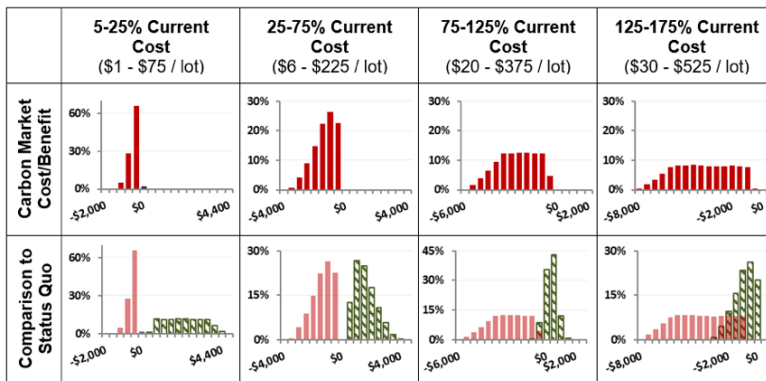 5-25% Current
Cost
($1 - $75 / lot)
25-75% Current
Cost
($6 - $225 / lot)
75-125% Current
Cost
($20 - $375 / lot)
125-175% Current
Cost
($30 - $525 / lot)
Carbon Market
Cost/Benefit
60%
30%
0%
-$2,000 $0 $4,400
30%
20%
10%
0%
-$4,000 $0 $4,000
30%
20%
10%
0%
-$6,000 $0 $2,000
30%
20%
10%
0%
-$8,000 -$2,000 $0
Comparison to
Status Quo
60%
30%
0%
-$2,000 $0 $4,400
30%
15%
0%
-$4,000 $0 $4,000
45%
30%
15%
0%
-$6,000 $0 $2,000
30%
15%
0%
-$8,000 -$2,000 $0